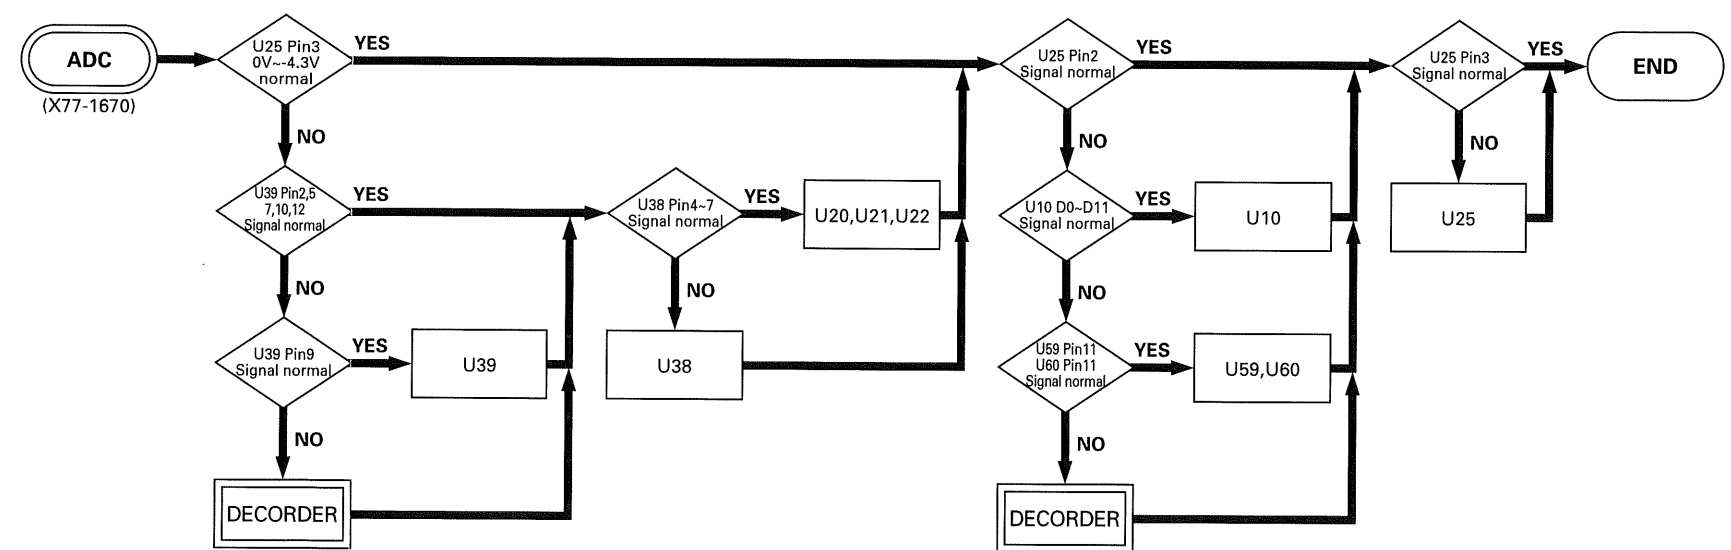 ADC
(X77-1670)
U25 Pin3
0V~-4.3V
normal
YES
NO
U39 Pin2,5
7,10,12
Signal normal
YES
NO
U39 Pin9
Signal normal
YES
NO
DECORDER
U39
U38 Pin4~7
Signal normal
YES
NO
U20,U21,U22
U38
U25 Pin2
Signal normal
YES
NO
U10 D0~D11
Signal normal
YES
NO
U10
U59 Pin11
U60 Pin11
Signal normal
YES
NO
U59,U60
DECORDER
U25 Pin3
Signal normal
YES
NO
U25
END